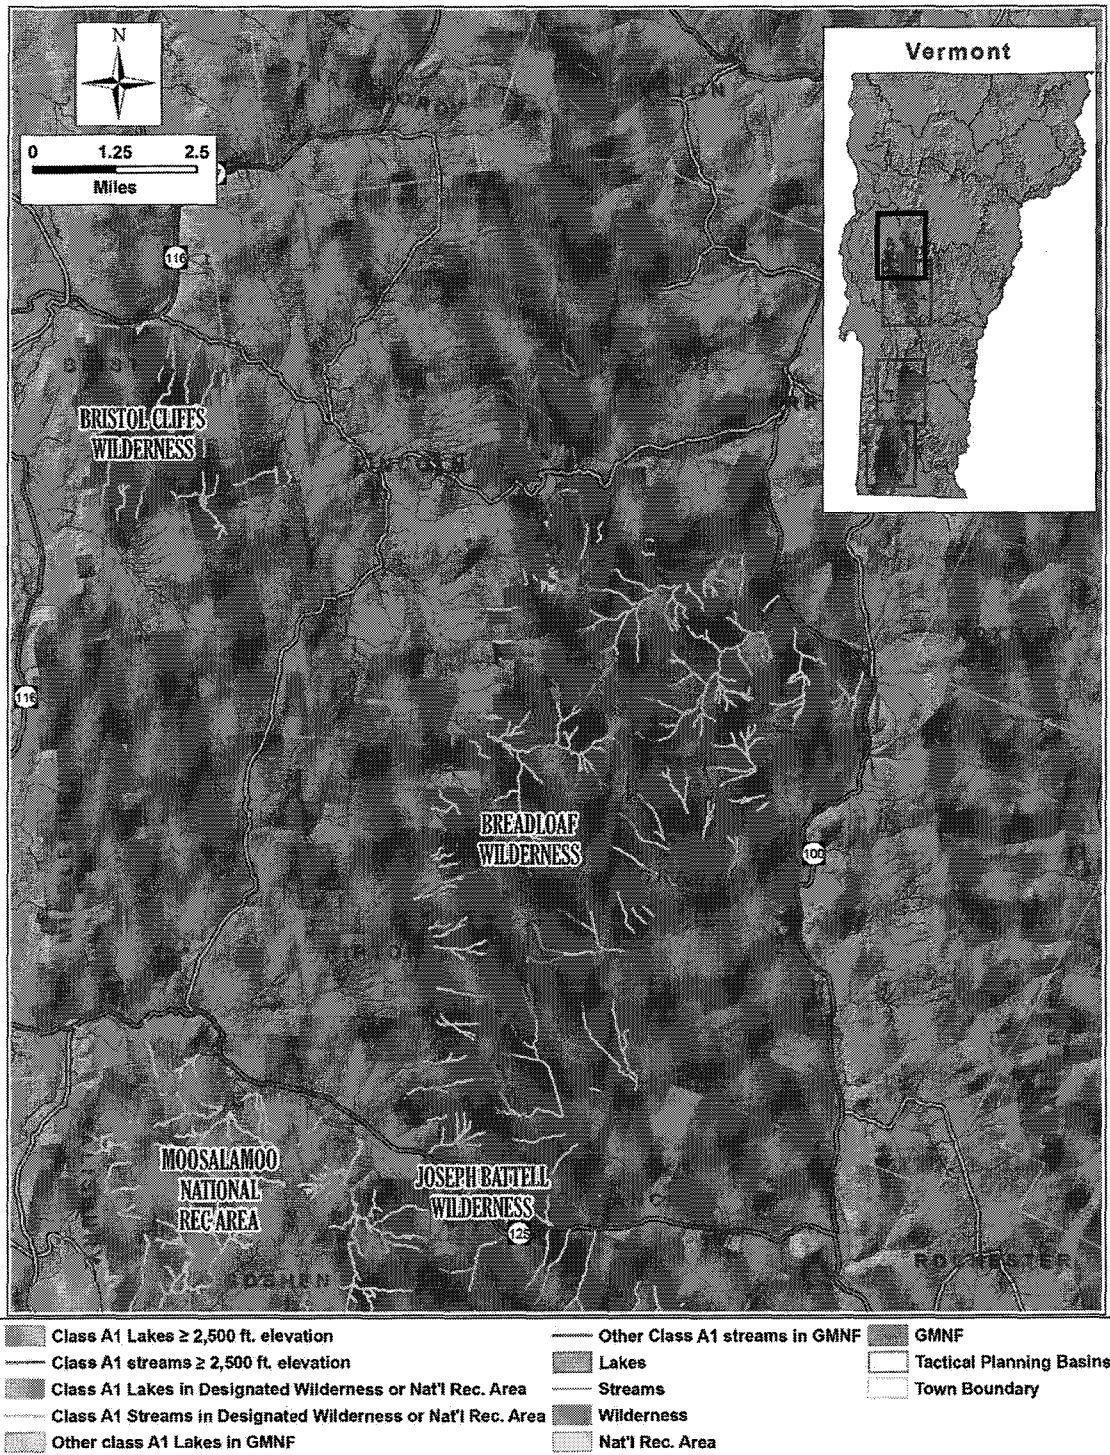 N
0 1.25 2.5
Miles
Vermont
116
BRISTOL CLIFFS
WILDERNESS
LINCOLN
116
BREADLOAF
WILDERNESS
100
RIPTON
MOOSALAMOO
NATIONAL
REC AREA
JOSEPH BATTELL
WILDERNESS
125
ROCHESTER
GOSHEN
Class A1 Lakes ≥ 2,500 ft. elevation
Class A1 streams ≥ 2,500 ft. elevation
Class A1 Lakes in Designated Wilderness or Nat'l Rec. Area
Class A1 Streams in Designated Wilderness or Nat'l Rec. Area
Other class A1 Lakes in GMNF
Other Class A1 streams in GMNF
Lakes
Streams
Wilderness
Nat'l Rec. Area
GMNF
Tactical Planning Basins
Town Boundary